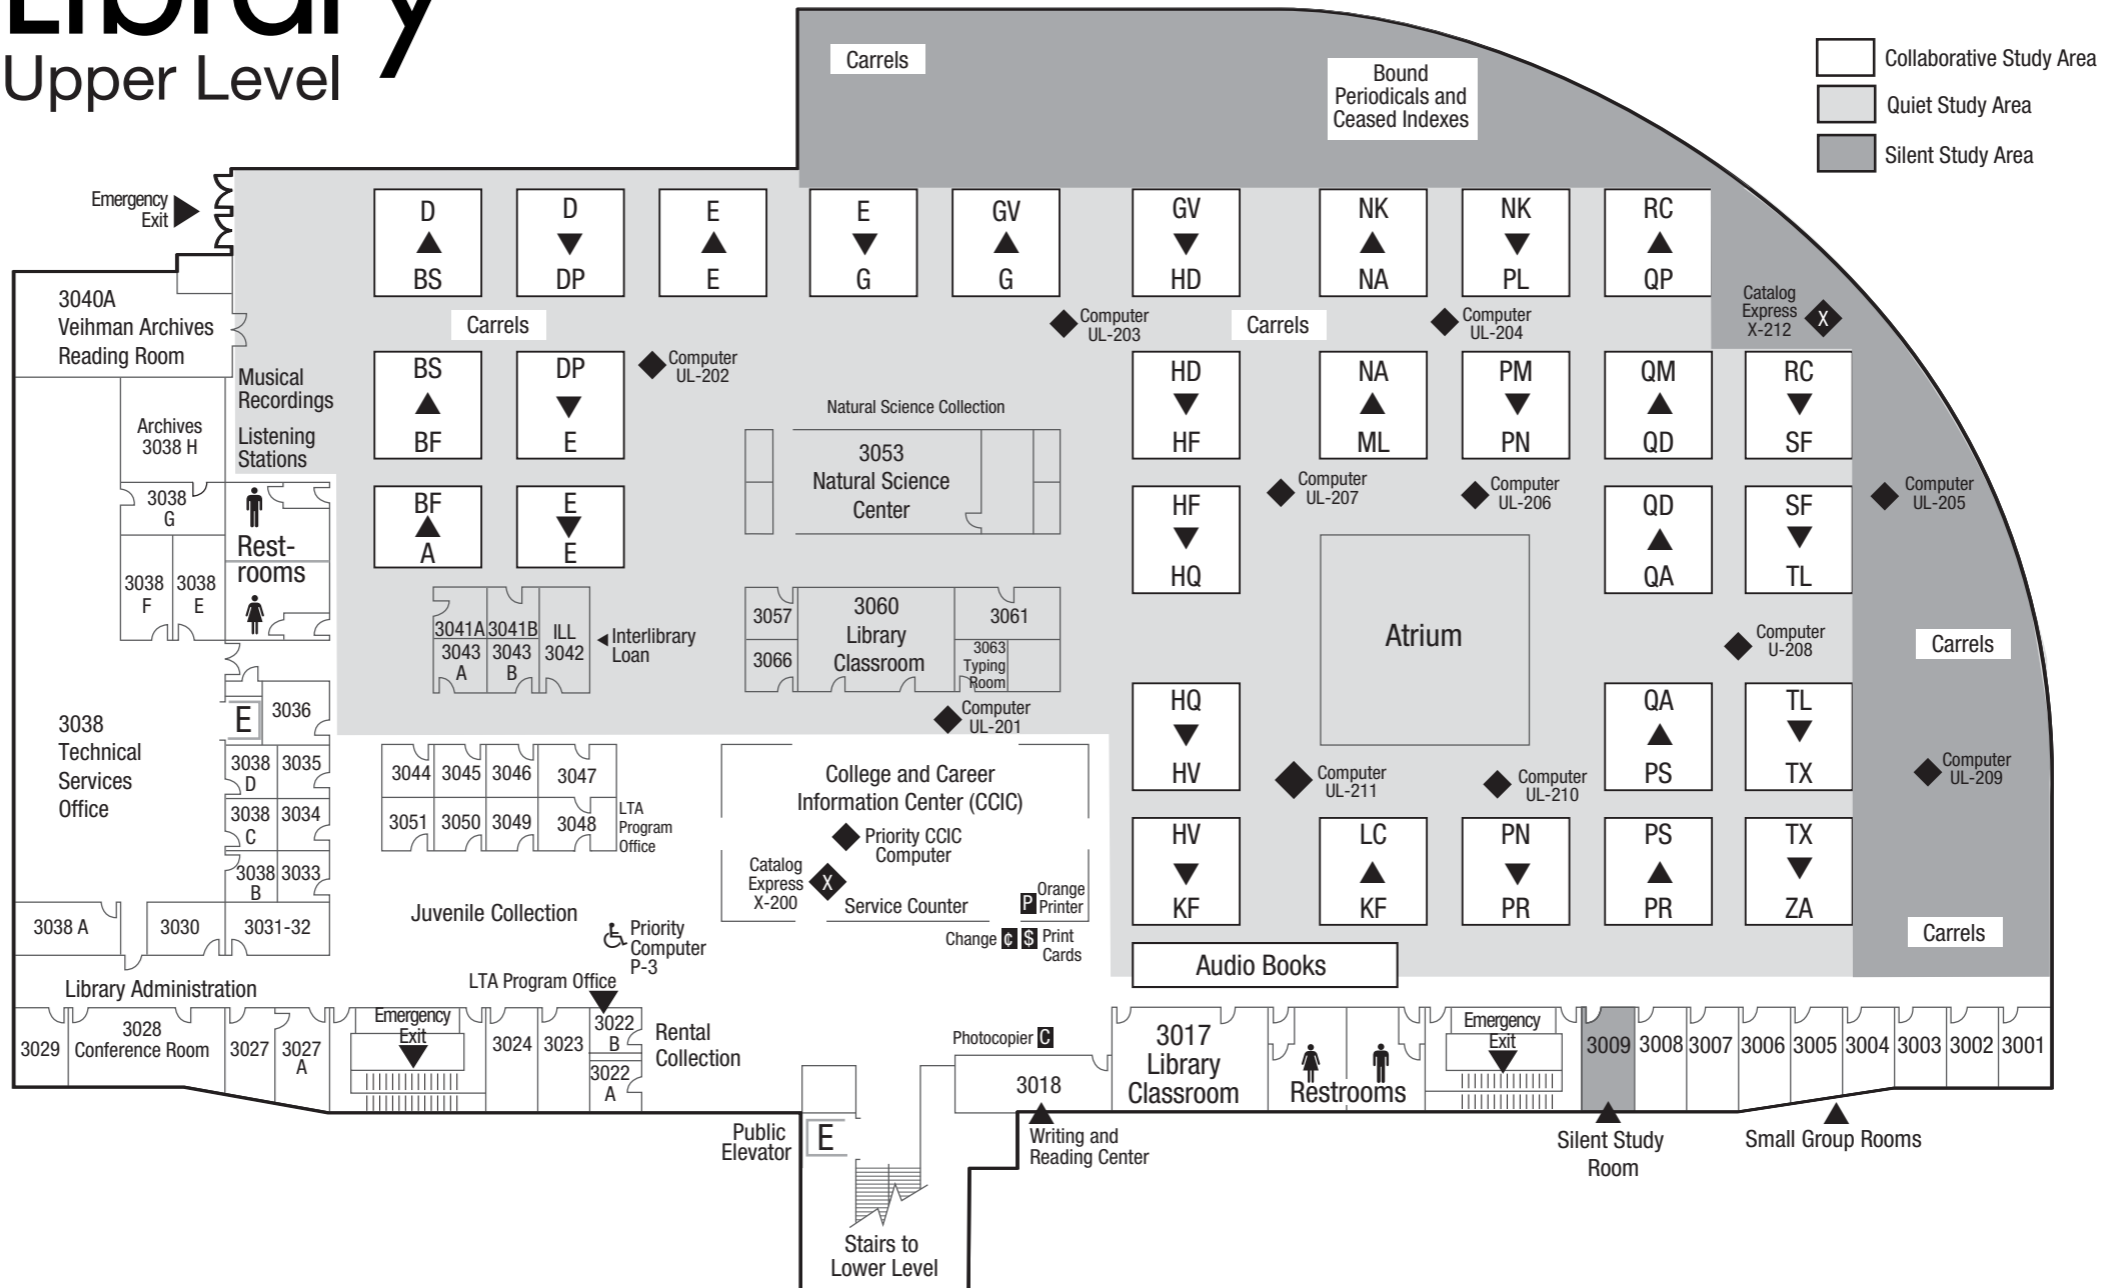 Library
Upper Level
Collaborative Study Area
Quiet Study Area
Silent Study Area
Carrels
Bound
Periodicals and
Ceased Indexes
Emergency
Exit
D
BS
D
DP
E
E
E
G
GV
G
GV
HD
NK
NA
NK
PL
RC
QP
3040A
Veihman Archives
Reading Room
Carrels
Computer
UL-202
Computer
UL-203
Carrels
Computer
UL-204
Catalog
Express
X-212
X
Musical
Recordings
Listening
Stations
BS
BF
DP
E
HD
HF
NA
ML
PM
PN
QM
QD
RC
SF
Archives
3038 H
3038
G
3038
F
3038
E
Rest-
rooms
Natural Science Collection
3053
Natural Science
Center
BF
A
E
E
HF
HQ
Computer
UL-207
Computer
UL-206
QD
QA
SF
TL
Computer
UL-205
3041A
3041B
ILL
3042
3043
A
3043
B
Interlibrary
Loan
3057
3066
3060
Library
Classroom
3061
3063
Typing
Room
Atrium
Computer
U-208
Carrels
Computer
UL-201
3038
Technical
Services
Office
E
3036
3038
D
3035
3038
C
3034
3038
B
3033
3038 A
3030
3031-32
3044
3045
3046
3047
3051
3050
3049
3048
LTA
Program
Office
College and Career
Information Center (CCIC)
Priority CCIC
Computer
Catalog
Express
X-200
X
Service Counter
P
Orange
Printer
Change
¢
$
Print
Cards
HQ
HV
Computer
UL-211
Computer
UL-210
QA
PS
TL
TX
Computer
UL-209
HV
KF
LC
KF
PN
PR
PS
PR
TX
ZA
Carrels
Audio Books
Juvenile Collection
Priority
Computer
P-3
LTA Program Office
Library Administration
3029
3028
Conference Room
3027
3027
A
Emergency
Exit
3024
3023
3022
B
3022
A
Rental
Collection
Photocopier
C
3018
3017
Library
Classroom
Restrooms
Emergency
Exit
3009
3008
3007
3006
3005
3004
3003
3002
3001
Public
Elevator
E
Writing and
Reading Center
Silent Study
Room
Small Group Rooms
Stairs to
Lower Level